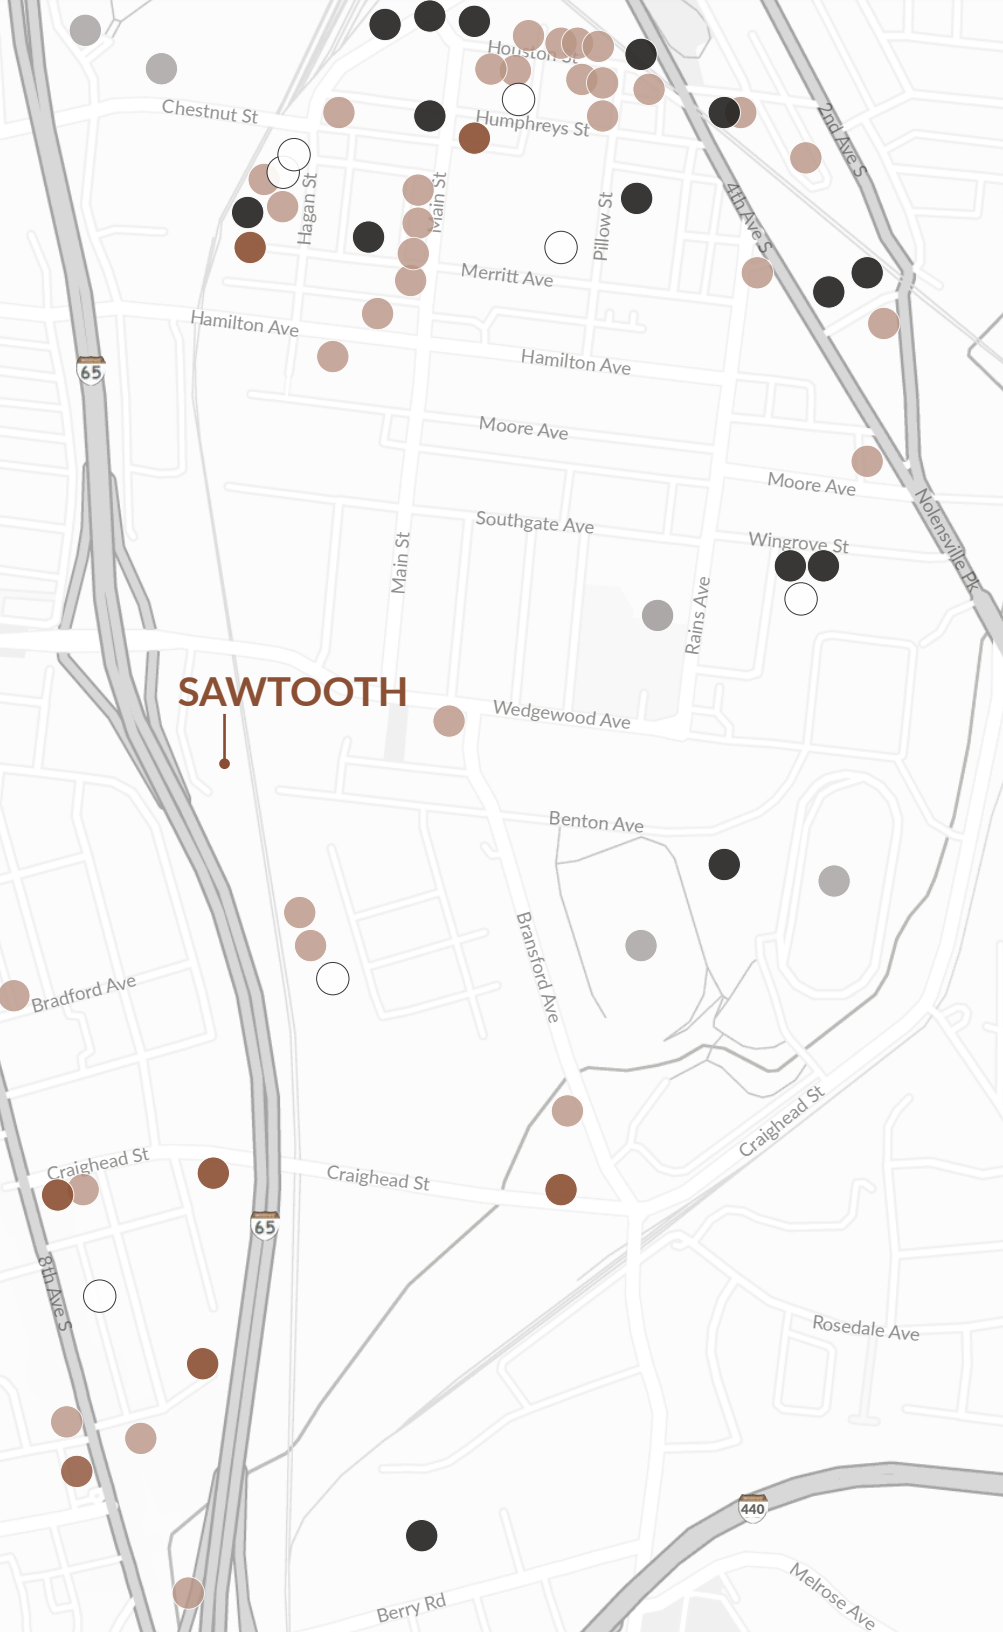 Houston St
Chestnut St
Humphreys St
2nd Ave S
Hagan St
Main St
Pillow St
4th Ave S
Merritt Ave
Hamilton Ave
Hamilton Ave
65
Moore Ave
Moore Ave
Southgate Ave
Nolensville Pk
Wingrove St
Main St
Rains Ave
SAWTOOTH
Wedgewood Ave
Benton Ave
Bransford Ave
Bradford Ave
Craighead St
Craighead St
Craighead St
65
8th Ave S
Rosedale Ave
440
Melrose Ave
Berry Rd